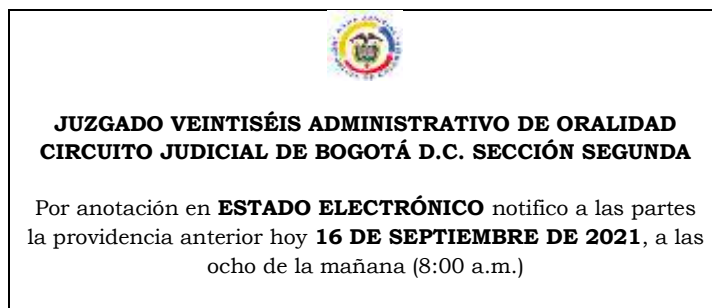 JUZGADO VEINTISÉIS ADMINISTRATIVO DE ORALIDAD
CIRCUITO JUDICIAL DE BOGOTÁ D.C. SECCIÓN SEGUNDA
Por anotación en ESTADO ELECTRÓNICO notifico a las partes
la providencia anterior hoy 16 DE SEPTIEMBRE DE 2021, a las
ocho de la mañana (8:00 a.m.)